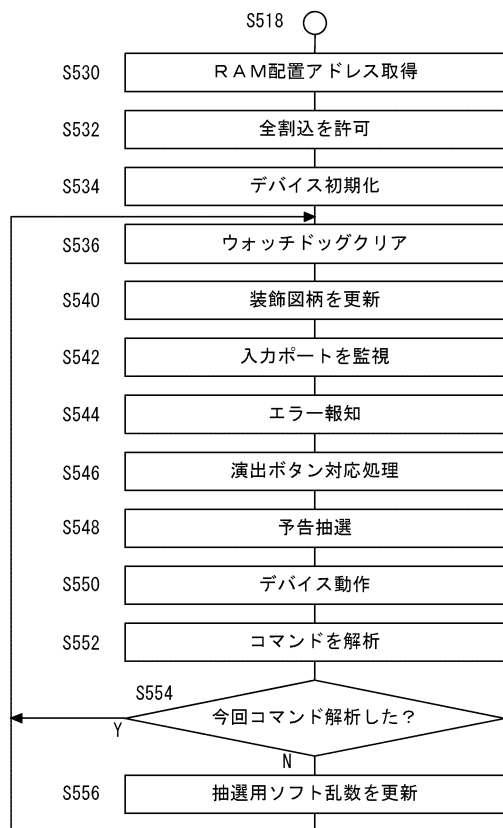 S518
S530 RAM配置アドレス取得
S532 全割込を許可
S534 デバイス初期化
S536 ウォッチドッグクリア
S540 装飾図柄を更新
S542 入力ポートを監視
S544 エラー報知
S546 演出ボタン対応処理
S548 予告抽選
S550 デバイス動作
S552 コマンドを解析
S554
今回コマンド解析した？
Y
N
S556 抽選用ソフト乱数を更新